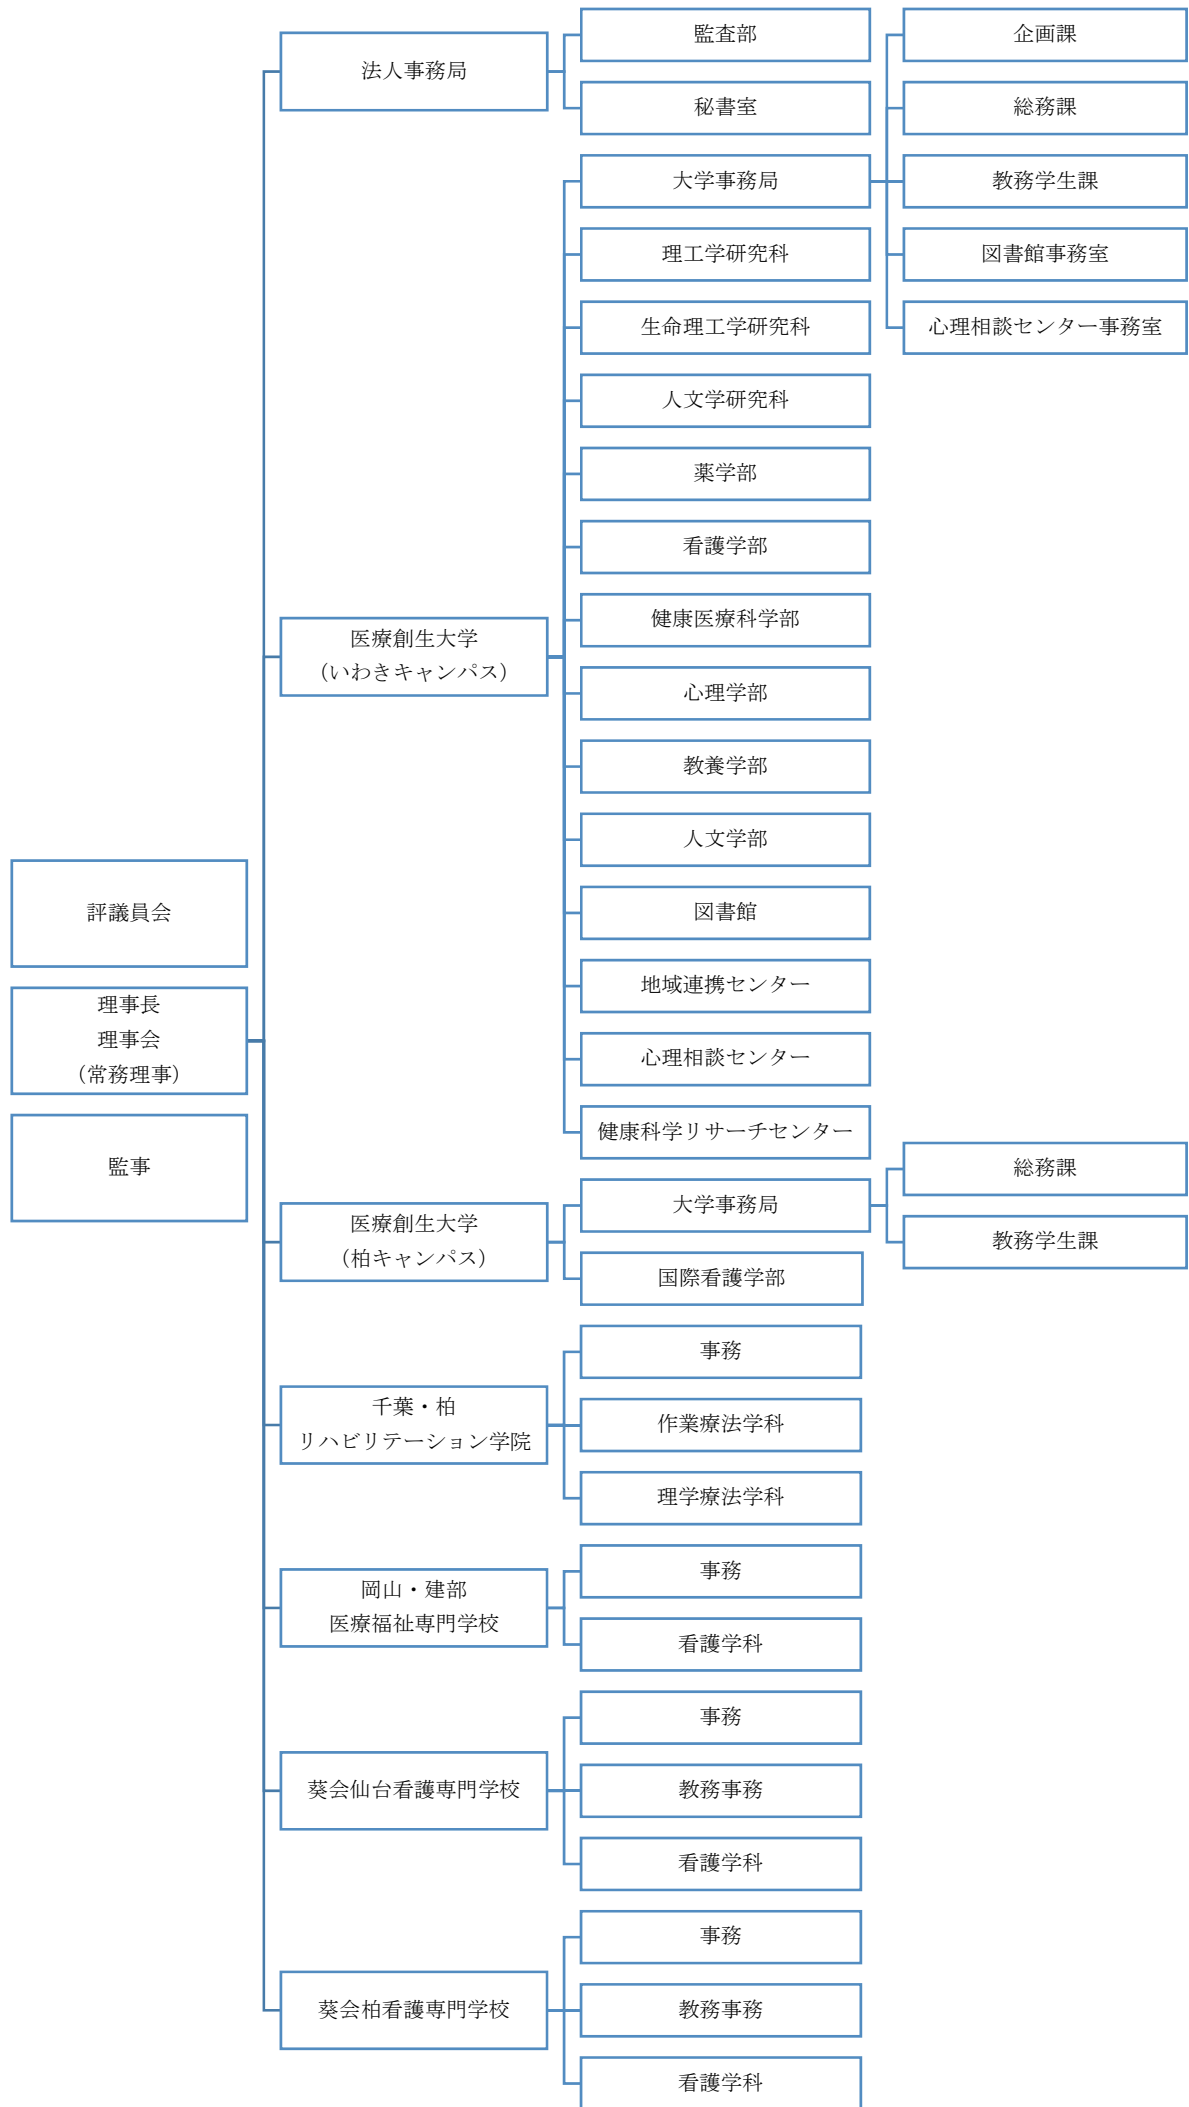 評議員会
理事長
理事会
（常務理事）
監事
法人事務局
監査部
秘書室
医療創生大学
（いわきキャンパス）
大学事務局
企画課
総務課
教務学生課
図書館事務室
心理相談センター事務室
理工学研究科
生命理工学研究科
人文学研究科
薬学部
看護学部
健康医療科学部
心理学部
教養学部
人文学部
図書館
地域連携センター
心理相談センター
健康科学リサーチセンター
医療創生大学
（柏キャンパス）
大学事務局
総務課
教務学生課
国際看護学部
千葉・柏
リハビリテーション学院
事務
作業療法学科
理学療法学科
岡山・建部
医療福祉専門学校
事務
看護学科
葵会仙台看護専門学校
事務
教務事務
看護学科
葵会柏看護専門学校
事務
教務事務
看護学科